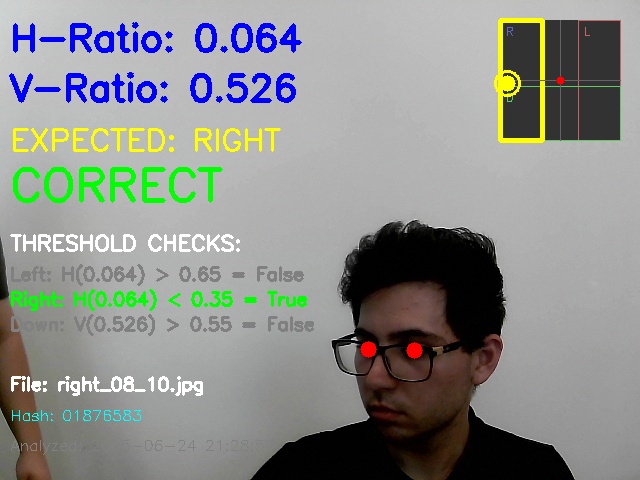 H-Ratio: 0.064
V-Ratio: 0.526
EXPECTED: RIGHT
CORRECT
THRESHOLD CHECKS:
Left: H(0.064) > 0.65 = False
Right: H(0.064) < 0.35 = True
Down: V(0.526) > 0.55 = False
File: right_08_10.jpg
Hash: 01876583
Analyzed:
R
L
D